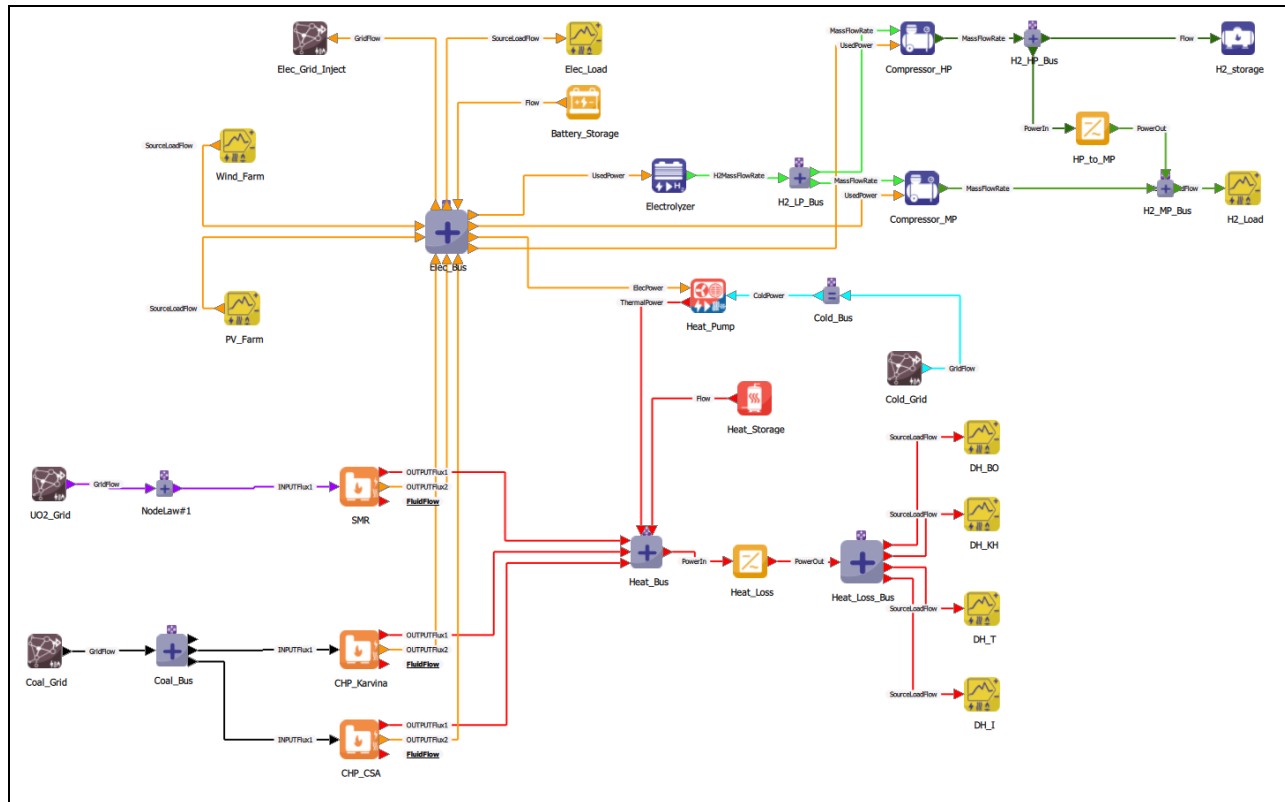 GridFlow
SourceLoadFlow
Elec_Grid_Inject
Elec_Load
Flow
Battery_Storage
MassFlowRate
UsedPower
Compressor_HP
MassFlowRate
H2_HP_Bus
Flow
H2_storage
PowerIn
PowerOut
HP_to_MP
SourceLoadFlow
Wind_Farm
UsedPower
Electrolyzer
H2MassFlowRate
H2_LP_Bus
MassFlowRate
UsedPower
Compressor_MP
MassFlowRate
H2_MP_Bus
H2_Load
Elec_Bus
SourceLoadFlow
PV_Farm
ElecPower
ThermalPower
Heat_Pump
ColdPower
Cold_Bus
GridFlow
Cold_Grid
Flow
Heat_Storage
SourceLoadFlow
DH_BO
GridFlow
UO2_Grid
NodeLaw#1
INPUTFlux1
OUTPUTFlux1
OUTPUTFlux2
FluidFlow
SMR
SourceLoadFlow
DH_KH
Heat_Bus
PowerIn
Heat_Loss
PowerOut
Heat_Loss_Bus
SourceLoadFlow
DH_T
GridFlow
Coal_Grid
Coal_Bus
INPUTFlux1
OUTPUTFlux1
OUTPUTFlux2
FluidFlow
CHP_Karvina
SourceLoadFlow
DH_I
INPUTFlux1
OUTPUTFlux1
OUTPUTFlux2
FluidFlow
CHP_CSA